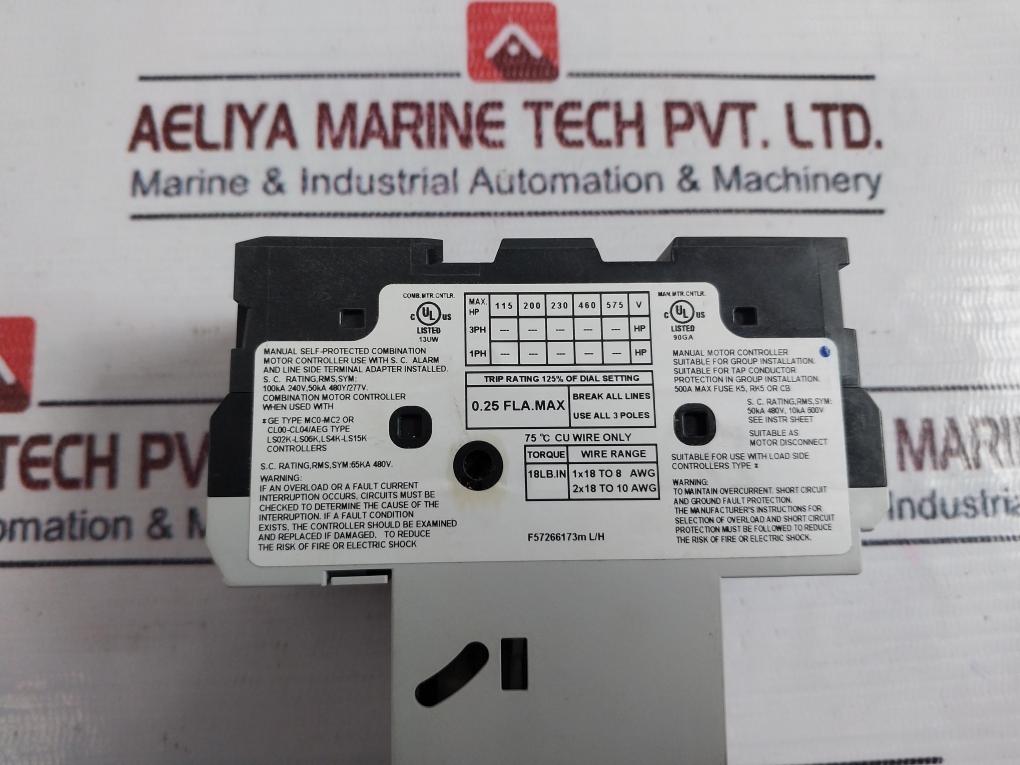 AELIYA MARINE TECH PVT. LTD.
Marine & Industrial Automation & Machinery
TECH PV
omation & M
MARIN
Industria
COMB.MTR.CNTLR.
C UL US
LISTED
13UW
MANUAL SELF-PROTECTED COMBINATION
MOTOR CONTROLLER USE WITH S. C. ALARM
AND LINE SIDE TERMINAL ADAPTER INSTALLED.
S. C. RATING,RMS,SYM:
100kA 240V,50kA 480Y/277V.
COMBINATION MOTOR CONTROLLER
WHEN USED WITH
* GE TYPE MC0-MC2 OR
CL00-CL04/AEG TYPE
LS02K-LS06K,LS4K-LS15K
CONTROLLERS
S.C. RATING,RMS,SYM:65KA 480V.
WARNING:
IF AN OVERLOAD OR A FAULT CURRENT
INTERRUPTION OCCURS, CIRCUITS MUST BE
CHECKED TO DETERMINE THE CAUSE OF THE
INTERRUPTION. IF A FAULT CONDITION
EXISTS, THE CONTROLLER SHOULD BE EXAMINED
AND REPLACED IF DAMAGED. TO REDUCE
THE RISK OF FIRE OR ELECTRIC SHOCK
MAX. HP 115 200 230 460 575 V
3PH --- --- --- --- --- HP
1PH --- --- --- --- --- HP
TRIP RATING 125% OF DIAL SETTING
0.25 FLA.MAX
BREAK ALL LINES
USE ALL 3 POLES
75 °C CU WIRE ONLY
TORQUE WIRE RANGE
18LB.IN 1x18 TO 8 AWG
2x18 TO 10 AWG
F57266173m L/H
MAN.MTR.CNTLR.
C UL US
LISTED
90GA
MANUAL MOTOR CONTROLLER
SUITABLE FOR GROUP INSTALLATION.
SUITABLE FOR TAP CONDUCTOR
PROTECTION IN GROUP INSTALLATION.
500A MAX FUSE K5, RK5 OR CB
S. C. RATING,RMS,SYM:
50kA 480V, 10kA 600V
SEE INSTR SHEET
SUITABLE AS
MOTOR DISCONNECT
SUITABLE FOR USE WITH LOAD SIDE
CONTROLLERS TYPE *
WARNING:
TO MAINTAIN OVERCURRENT, SHORT CIRCUIT
AND GROUND FAULT PROTECTION.
THE MANUFACTURER'S INSTRUCTIONS FOR
SELECTION OF OVERLOAD AND SHORT CIRCUIT
PROTECTION MUST BE FOLLOWED TO REDUCE
THE RISK OF FIRE OR ELECTRIC SHOCK.